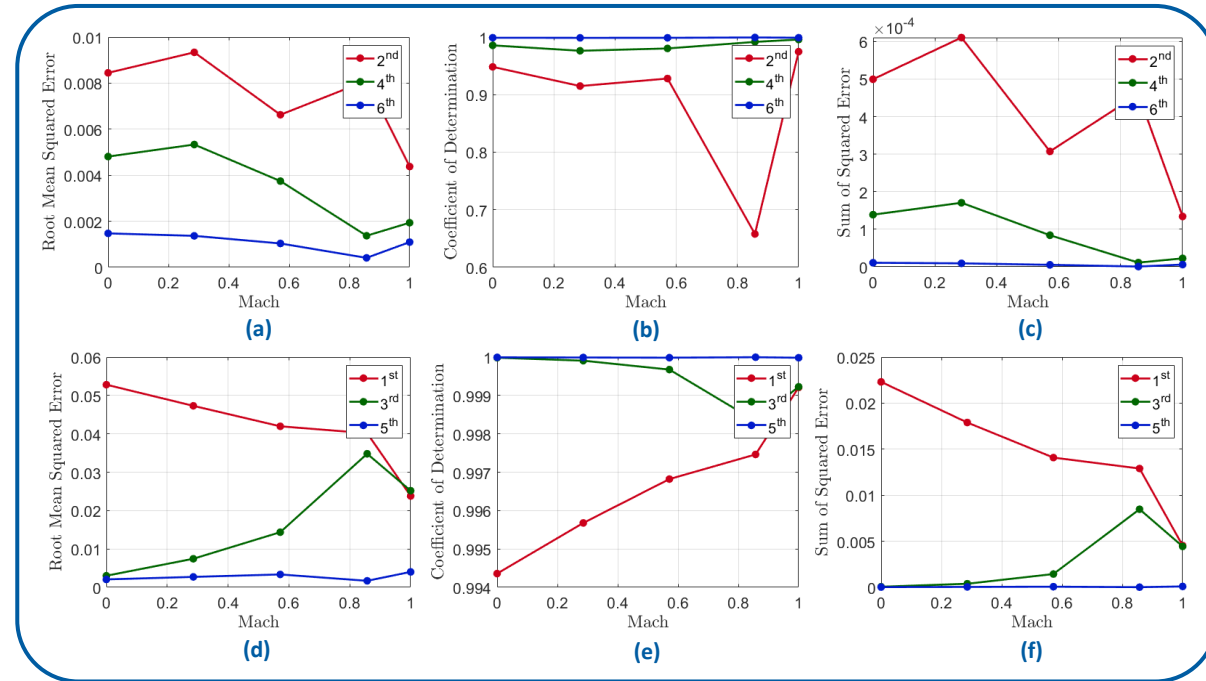 ×10⁻⁴
0.01
0.008
0.006
0.004
0.002
0
Root Mean Squared Error
2nd
4th
6th
0 0.2 0.4 0.6 0.8 1
Mach
(a)
1
0.9
0.8
0.7
0.6
Coefficient of Determination
2nd
4th
6th
0 0.2 0.4 0.6 0.8 1
Mach
(b)
6
5
4
3
2
1
0
Sum of Squared Error
2nd
4th
6th
0 0.2 0.4 0.6 0.8 1
Mach
(c)
0.06
0.05
0.04
0.03
0.02
0.01
0
Root Mean Squared Error
1st
3rd
5th
0 0.2 0.4 0.6 0.8 1
Mach
(d)
1
0.999
0.998
0.997
0.996
0.995
0.994
Coefficient of Determination
1st
3rd
5th
0 0.2 0.4 0.6 0.8 1
Mach
(e)
0.025
0.02
0.015
0.01
0.005
0
Sum of Squared Error
1st
3rd
5th
0 0.2 0.4 0.6 0.8 1
Mach
(f)